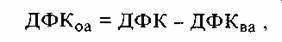 ДФКоа = ДФК – ДФКва ,